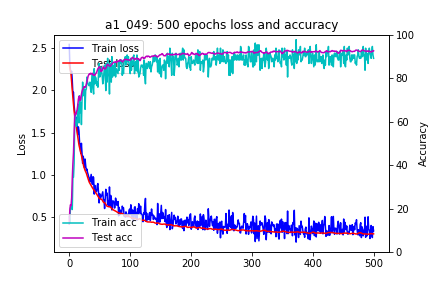 a1_049: 500 epochs loss and accuracy
Train loss
Test loss
Train acc
Test acc
Loss
2.5
2.0
1.5
1.0
0.5
Accuracy
100
80
60
40
20
0
0
100
200
300
400
500